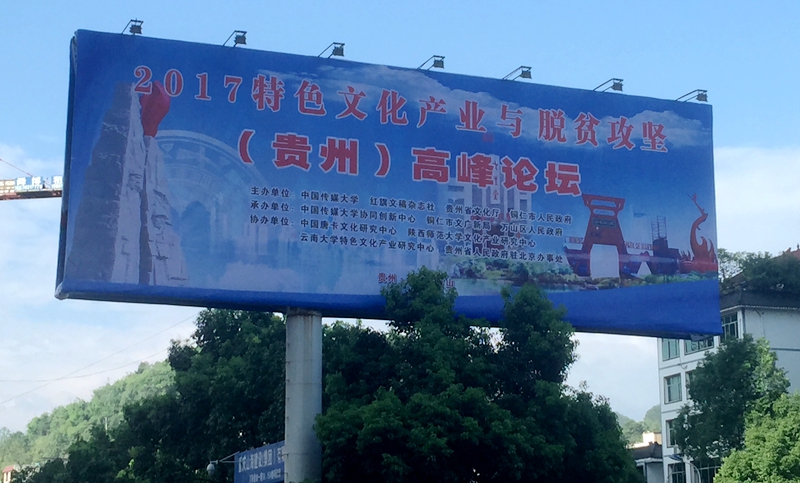 2017特色文化产业与脱贫攻坚
（贵州）高峰论坛
主办单位 中国传媒大学 红旗文稿杂志社 贵州省文化厅 铜仁市人民政府
承办单位 中国传媒大学协同创新中心 铜仁市文广新局 万山区人民政府
协办单位 中国唐卡文化研究中心 陕西师范大学文化产业研究中心
云南大学特色文化产业研究中心 贵州省人民政府驻北京办事处
贵州 山